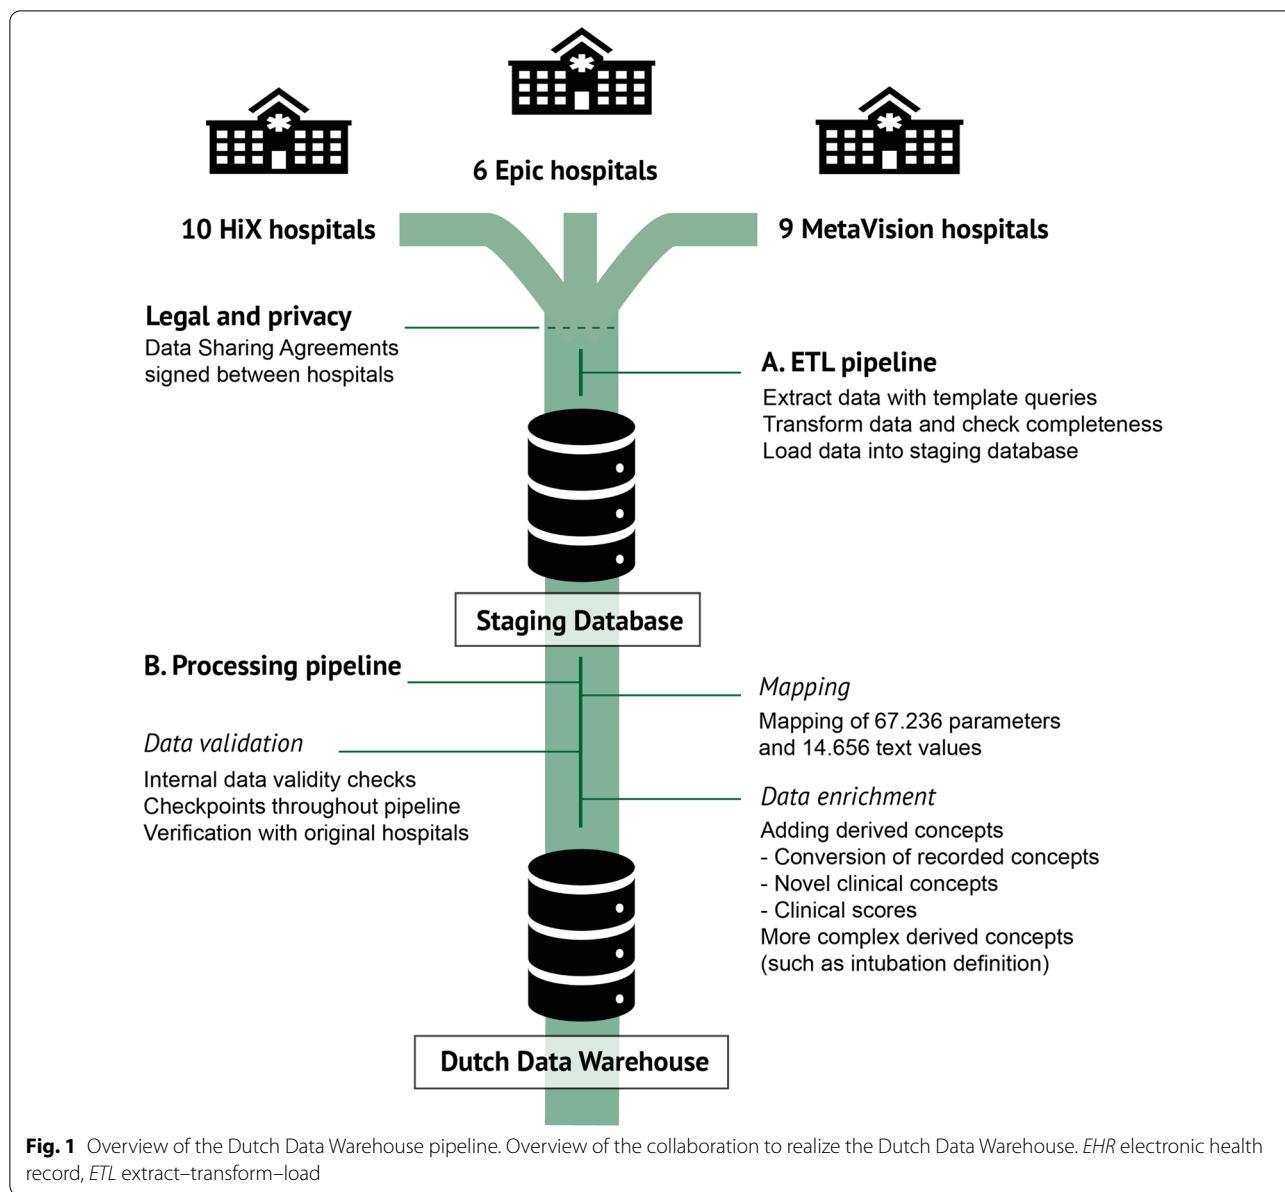 6 Epic hospitals
10 HiX hospitals
9 MetaVision hospitals
Legal and privacy
Data Sharing Agreements
signed between hospitals
A. ETL pipeline
Extract data with template queries
Transform data and check completeness
Load data into staging database
Staging Database
B. Processing pipeline
Mapping
Mapping of 67.236 parameters
and 14.656 text values
Data validation
Internal data validity checks
Checkpoints throughout pipeline
Verification with original hospitals
Data enrichment
Adding derived concepts
- Conversion of recorded concepts
- Novel clinical concepts
- Clinical scores
More complex derived concepts
(such as intubation definition)
Dutch Data Warehouse
Fig. 1 Overview of the Dutch Data Warehouse pipeline. Overview of the collaboration to realize the Dutch Data Warehouse. EHR electronic health
record, ETL extract–transform–load